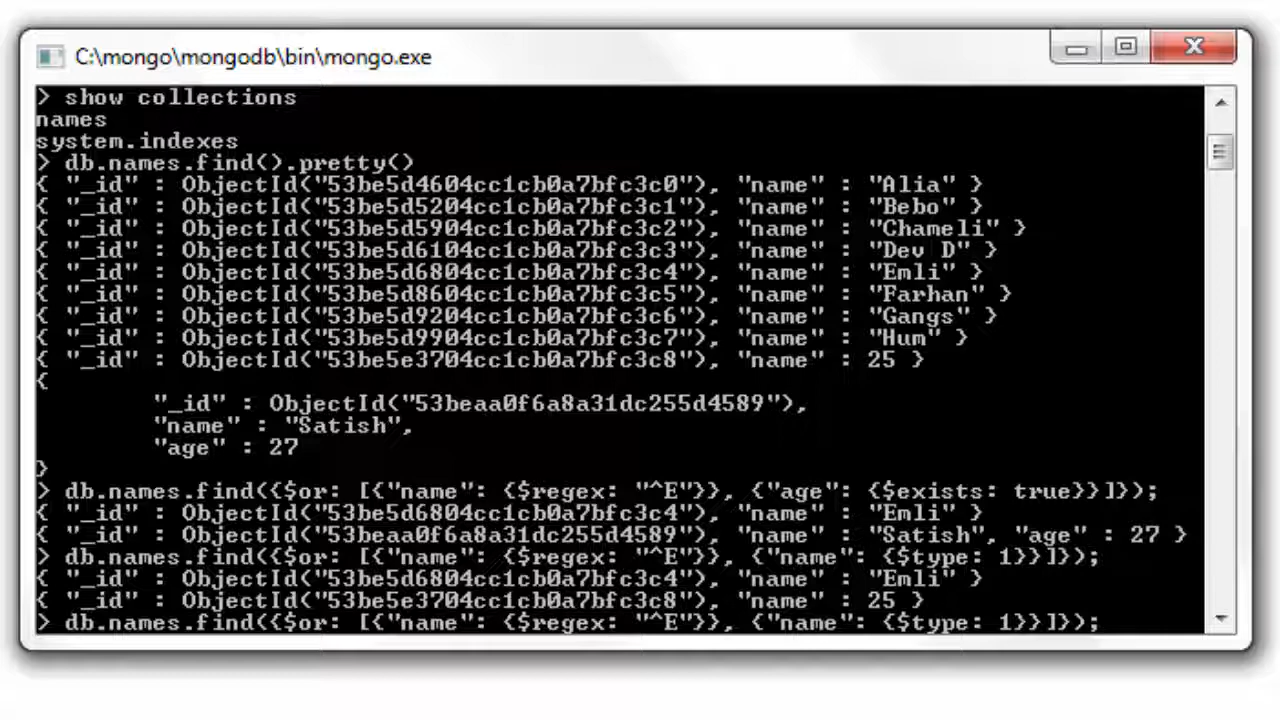 C:\mongo\mongodb\bin\mongo.exe
> show collections
names
system.indexes
> db.names.find().pretty()
{ "_id" : ObjectId("53be5d4604cc1cb0a7bfc3c0"), "name" : "Alia" }
{ "_id" : ObjectId("53be5d5204cc1cb0a7bfc3c1"), "name" : "Bebo" }
{ "_id" : ObjectId("53be5d5904cc1cb0a7bfc3c2"), "name" : "Chameli" }
{ "_id" : ObjectId("53be5d6104cc1cb0a7bfc3c3"), "name" : "Dev D" }
{ "_id" : ObjectId("53be5d6804cc1cb0a7bfc3c4"), "name" : "Emli" }
{ "_id" : ObjectId("53be5d8604cc1cb0a7bfc3c5"), "name" : "Farhan" }
{ "_id" : ObjectId("53be5d9204cc1cb0a7bfc3c6"), "name" : "Gangs" }
{ "_id" : ObjectId("53be5d9904cc1cb0a7bfc3c7"), "name" : "Hum" }
{ "_id" : ObjectId("53be5e3704cc1cb0a7bfc3c8"), "name" : 25 }
{
"_id" : ObjectId("53beaa0f6a8a31dc255d4589"),
"name" : "Satish",
"age" : 27
}
> db.names.find({$or: [{"name": {$regex: "^E"}}, {"age": {$exists: true}}]});
{ "_id" : ObjectId("53be5d6804cc1cb0a7bfc3c4"), "name" : "Emli" }
{ "_id" : ObjectId("53beaa0f6a8a31dc255d4589"), "name" : "Satish", "age" : 27 }
> db.names.find({$or: [{"name": {$regex: "^E"}}, {"name": {$type: 1}}]});
{ "_id" : ObjectId("53be5d6804cc1cb0a7bfc3c4"), "name" : "Emli" }
{ "_id" : ObjectId("53be5e3704cc1cb0a7bfc3c8"), "name" : 25 }
> db.names.find({$or: [{"name": {$regex: "^E"}}, {"name": {$type: 1}}]});